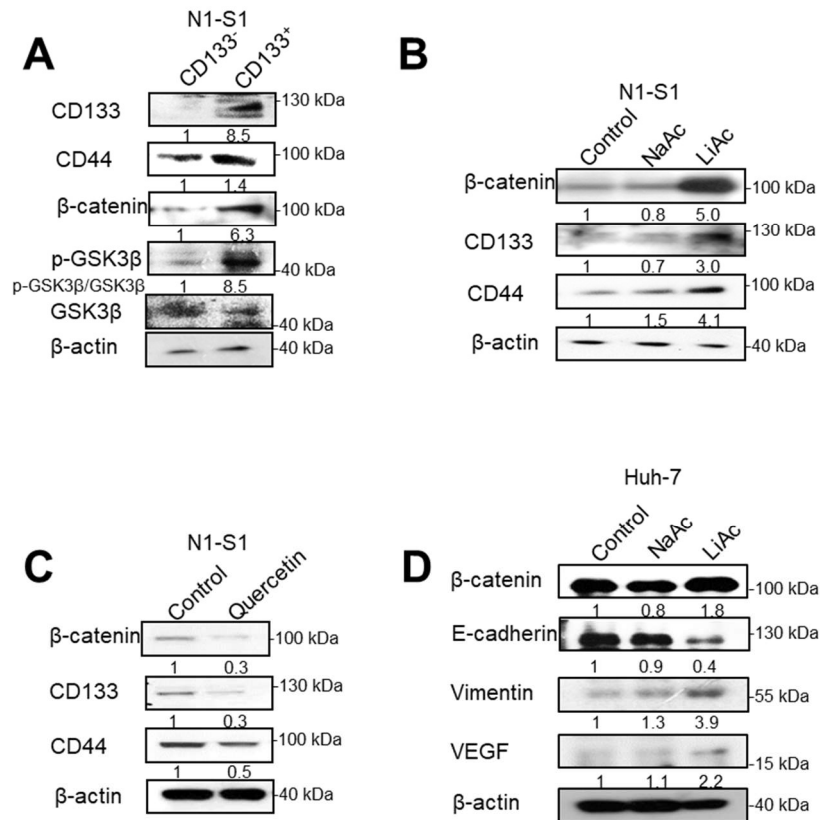 A
N1-S1
CD133- CD133+
CD133 -130 kDa
1 8.5
CD44 -100 kDa
1 1.4
β-catenin -100 kDa
1 6.3
p-GSK3β -40 kDa
p-GSK3β/GSK3β 1 8.5
GSK3β -40 kDa
β-actin -40 kDa
B
N1-S1
Control NaAc LiAc
β-catenin -100 kDa
1 0.8 5.0
CD133 -130 kDa
1 0.7 3.0
CD44 -100 kDa
1 1.5 4.1
β-actin -40 kDa
C
N1-S1
Control Quercetin
β-catenin -100 kDa
1 0.3
CD133 -130 kDa
1 0.3
CD44 -100 kDa
1 0.5
β-actin -40 kDa
D
Huh-7
Control NaAc LiAc
β-catenin -100 kDa
1 0.8 1.8
E-cadherin -130 kDa
1 0.9 0.4
Vimentin -55 kDa
1 1.3 3.9
VEGF -15 kDa
1 1.1 2.2
β-actin -40 kDa